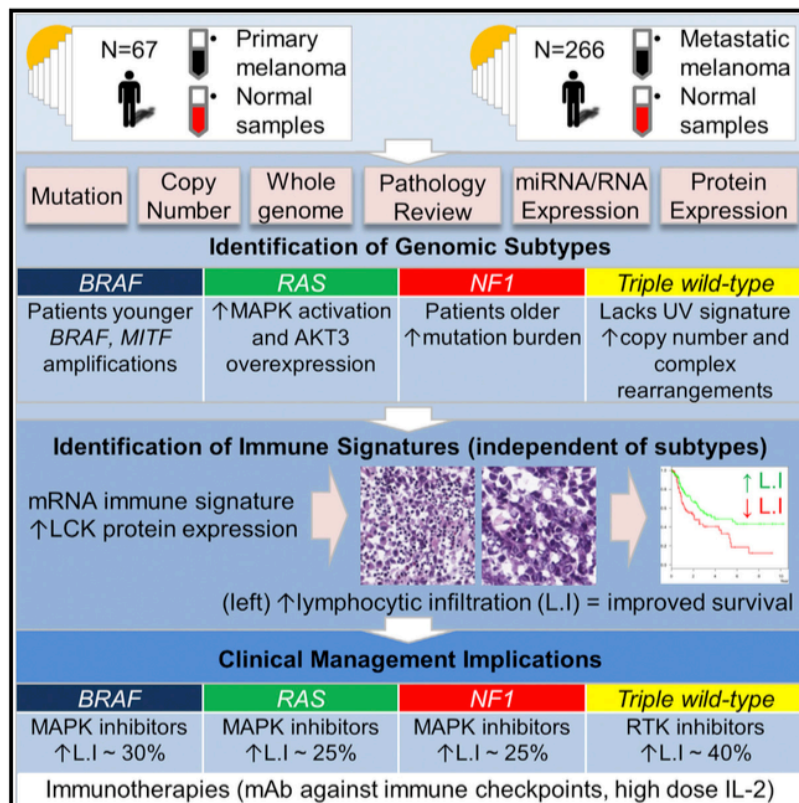 N=67
• Primary
melanoma
• Normal
samples
N=266
• Metastatic
melanoma
• Normal
samples
Mutation
Copy
Number
Whole
genome
Pathology
Review
miRNA/RNA
Expression
Protein
Expression
Identification of Genomic Subtypes
BRAF
Patients younger
BRAF, MITF
amplifications
RAS
↑MAPK activation
and AKT3
overexpression
NF1
Patients older
↑mutation burden
Triple wild-type
Lacks UV signature
↑copy number and
complex
rearrangements
Identification of Immune Signatures (independent of subtypes)
mRNA immune signature
↑LCK protein expression
↑ L.I
↓ L.I
(left) ↑lymphocytic infiltration (L.I) = improved survival
Clinical Management Implications
BRAF
MAPK inhibitors
↑L.I ~ 30%
RAS
MAPK inhibitors
↑L.I ~ 25%
NF1
MAPK inhibitors
↑L.I ~ 25%
Triple wild-type
RTK inhibitors
↑L.I ~ 40%
Immunotherapies (mAb against immune checkpoints, high dose IL-2)